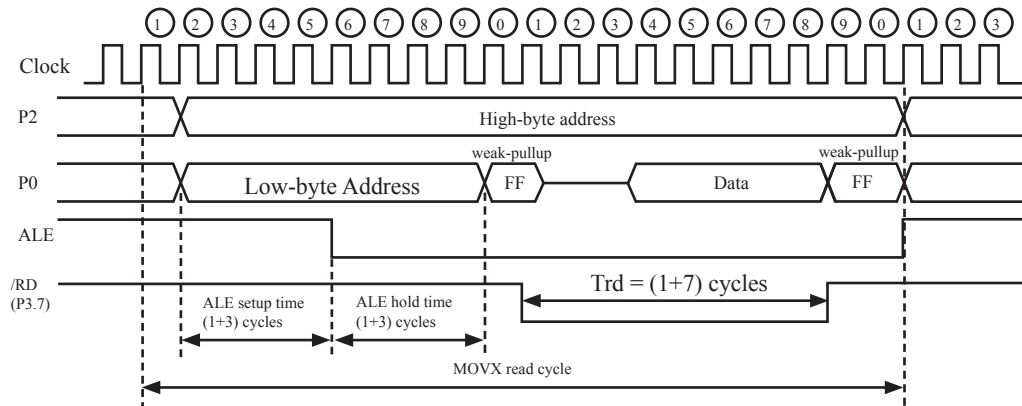 1 2 3 4 5 6 7 8 9 0 1 2 3 4 5 6 7 8 9 0 1 2 3
Clock
P2
High-byte address
weak-pullup
weak-pullup
P0
Low-byte Address
FF
Data
FF
ALE
/RD
(P3.7)
Trd = (1+7) cycles
ALE setup time
(1+3) cycles
ALE hold time
(1+3) cycles
MOVX read cycle